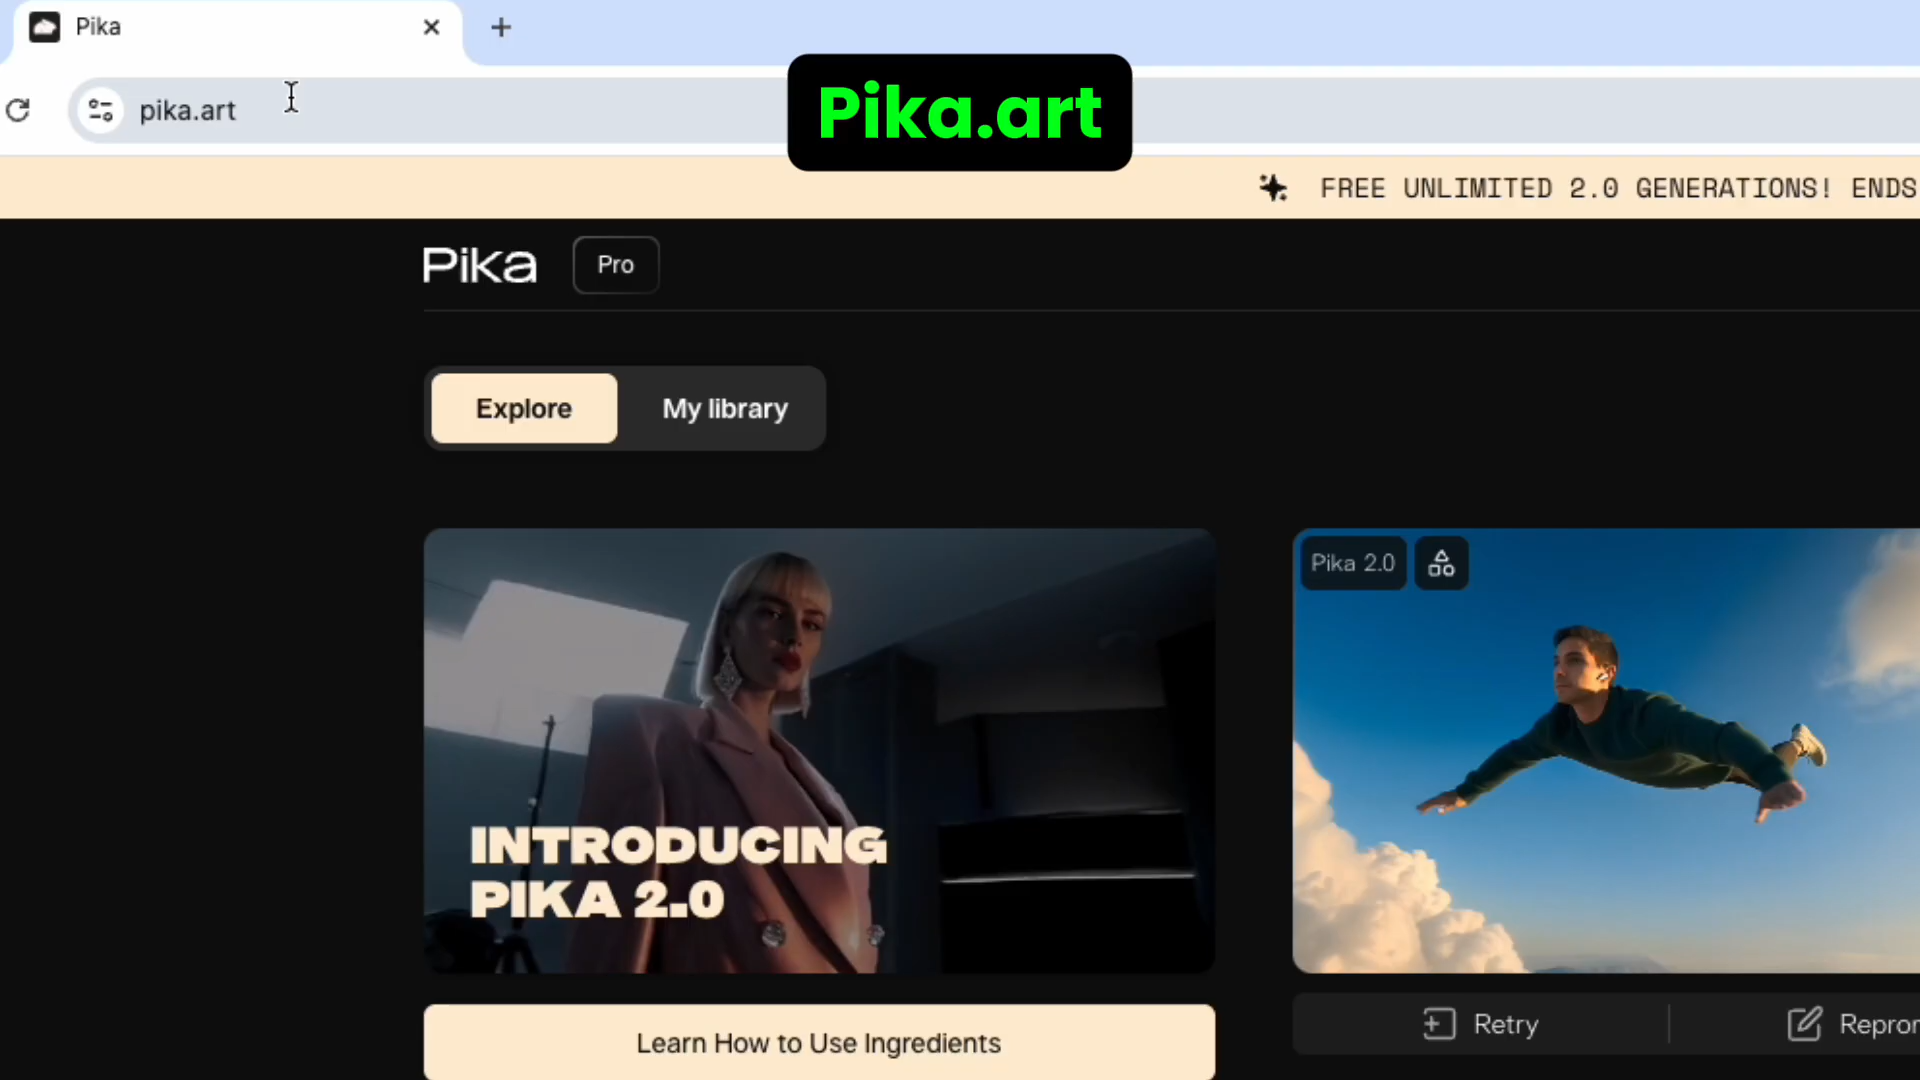 Pika
pika.art
Pika.art
FREE UNLIMITED 2.0 GENERATIONS! ENDS
Pika
Pro
Explore
My library
INTRODUCING
PIKA 2.0
Pika 2.0
Learn How to Use Ingredients
Retry
Repro